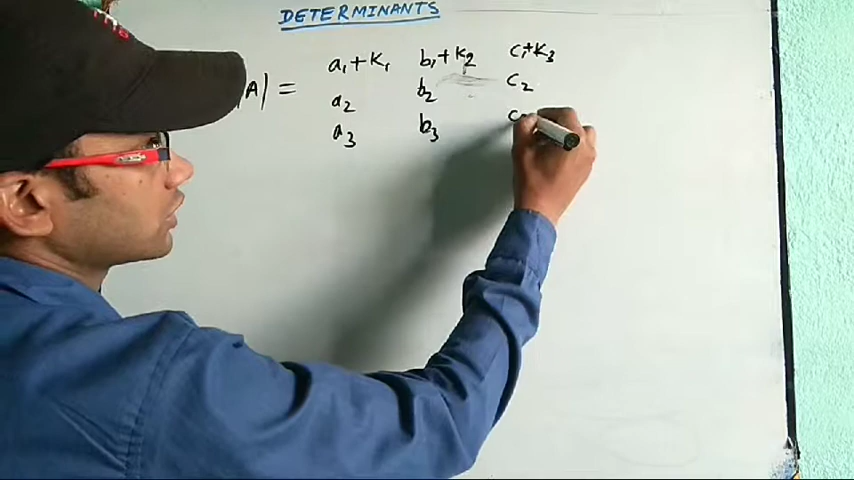 DETERMINANTS
|A| = a₁+K₁ b₁+K₂ c₁+K₃
a₂ b₂ c₂
a₃ b₃ c